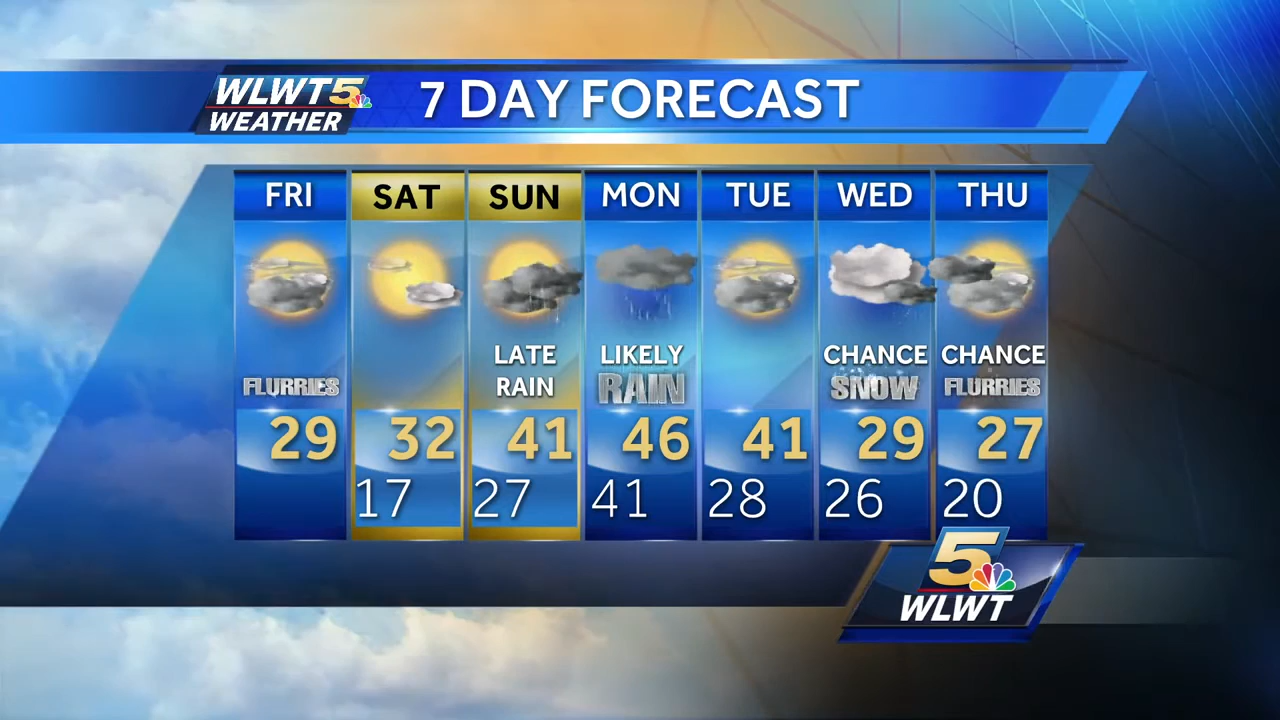 WLWT5
WEATHER
7 DAY FORECAST
FRI SAT SUN MON TUE WED THU
LATE LIKELY CHANCE CHANCE
FLURRIES RAIN RAIN SNOW FLURRIES
29 32 41 46 41 29 27
17 27 41 28 26 20
5
WLWT